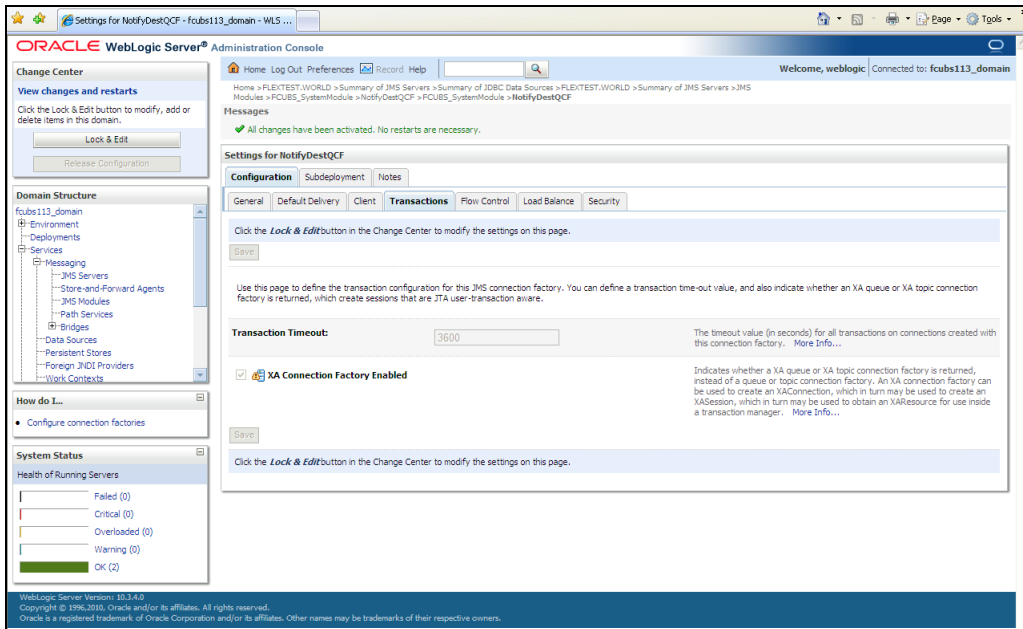 Settings for NotifyDestQCF - fcubs113_domain - WLS ...
Page
Tools
ORACLE WebLogic Server® Administration Console
Change Center
View changes and restarts
Click the Lock & Edit button to modify, add or
delete items in this domain.
Lock & Edit
Release Configuration
Domain Structure
fcubs113_domain
Environment
Deployments
Services
Messaging
JMS Servers
Store-and-Forward Agents
JMS Modules
Path Services
Bridges
Data Sources
Persistent Stores
Foreign JNDI Providers
Work Contexts
How do I...
Configure connection factories
System Status
Health of Running Servers
Failed (0)
Critical (0)
Overloaded (0)
Warning (0)
OK (2)
Home Log Out Preferences Record Help
Welcome, weblogic Connected to: fcubs113_domain
Home >FLEXTEST.WORLD >Summary of JMS Servers >Summary of JDBC Data Sources >FLEXTEST.WORLD >Summary of JMS Servers >JMS
Modules >FCUBS_SystemModule >NotifyDestQCF >FCUBS_SystemModule >NotifyDestQCF
Messages
All changes have been activated. No restarts are necessary.
Settings for NotifyDestQCF
Configuration Subdeployment Notes
General Default Delivery Client Transactions Flow Control Load Balance Security
Click the Lock & Edit button in the Change Center to modify the settings on this page.
Save
Use this page to define the transaction configuration for this JMS connection factory. You can define a transaction time-out value, and also indicate whether an XA queue or XA topic connection
factory is returned, which create sessions that are JTA user-transaction aware.
Transaction Timeout:
3600
The timeout value (in seconds) for all transactions on connections created with
this connection factory. More Info...
XA Connection Factory Enabled
Indicates whether a XA queue or XA topic connection factory is returned,
instead of a queue or topic connection factory. An XA connection factory can
be used to create an XAConnection, which in turn may be used to create an
XASession, which in turn may be used to obtain an XAResource for use inside
a transaction manager. More Info...
Save
Click the Lock & Edit button in the Change Center to modify the settings on this page.
WebLogic Server Version: 10.3.4.0
Copyright © 1996,2010, Oracle and/or its affiliates. All rights reserved.
Oracle is a registered trademark of Oracle Corporation and/or its affiliates. Other names may be trademarks of their respective owners.